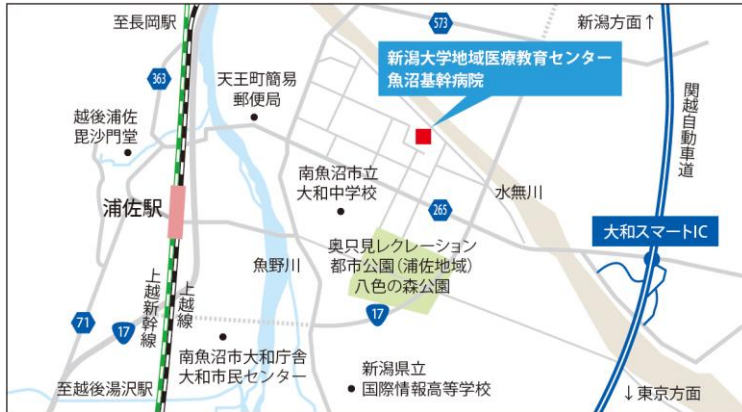 至長岡駅
573
新潟方面↑
新潟大学地域医療教育センター
魚沼基幹病院
363
天王町簡易
郵便局
関越自動車道
越後浦佐
毘沙門堂
南魚沼市立
大和中学校
水無川
浦佐駅
265
大和スマートIC
奥只見レクレーション
都市公園(浦佐地域)
八色の森公園
魚野川
上越新幹線
上越線
71
17
17
南魚沼市大和庁舎
大和市民センター
新潟県立
国際情報高等学校
至越後湯沢駅
↓東京方面